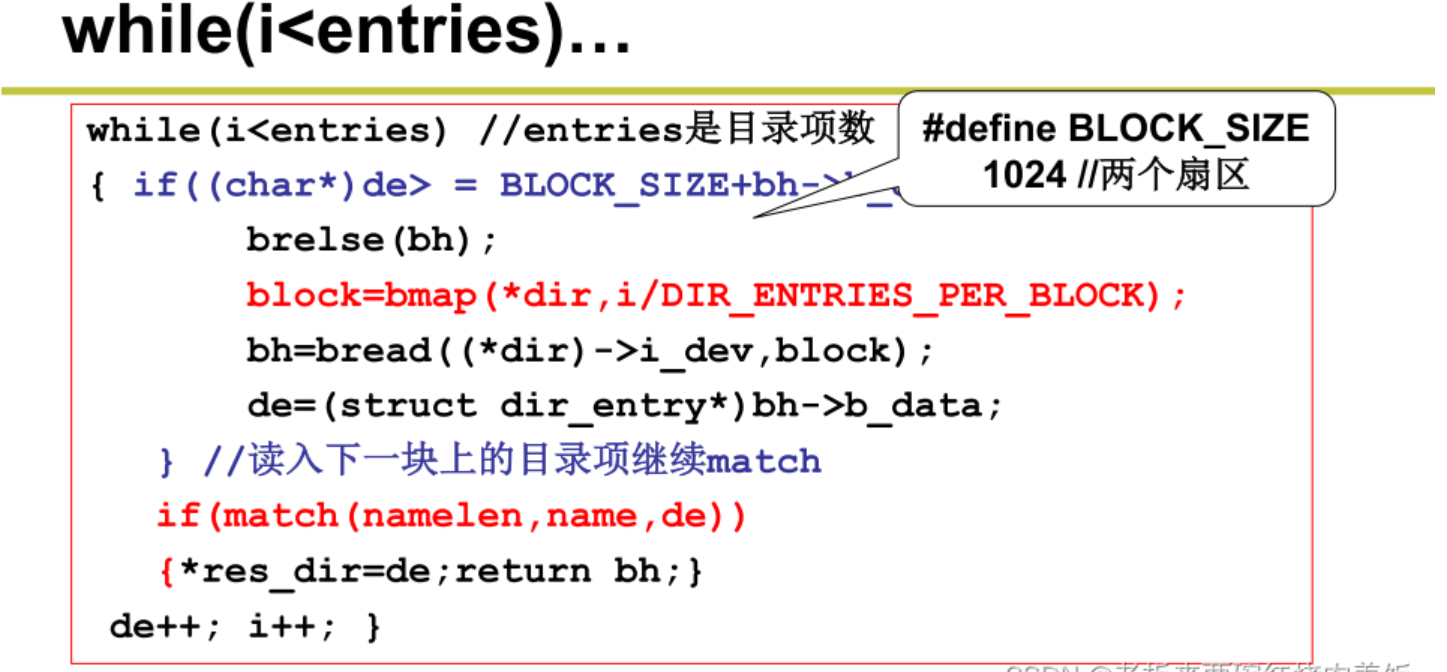 while(i<entries)…
while(i<entries) //entries是目录项数
#define BLOCK_SIZE
1024 //两个扇区
{ if((char*)de> = BLOCK_SIZE+bh->
brelse(bh);
block=bmap(*dir,i/DIR_ENTRIES_PER_BLOCK);
bh=bread((*dir)->i_dev,block);
de=(struct dir_entry*)bh->b_data;
} //读入下一块上的目录项继续match
if(match(namelen,name,de))
{*res_dir=de;return bh;}
de++; i++; }